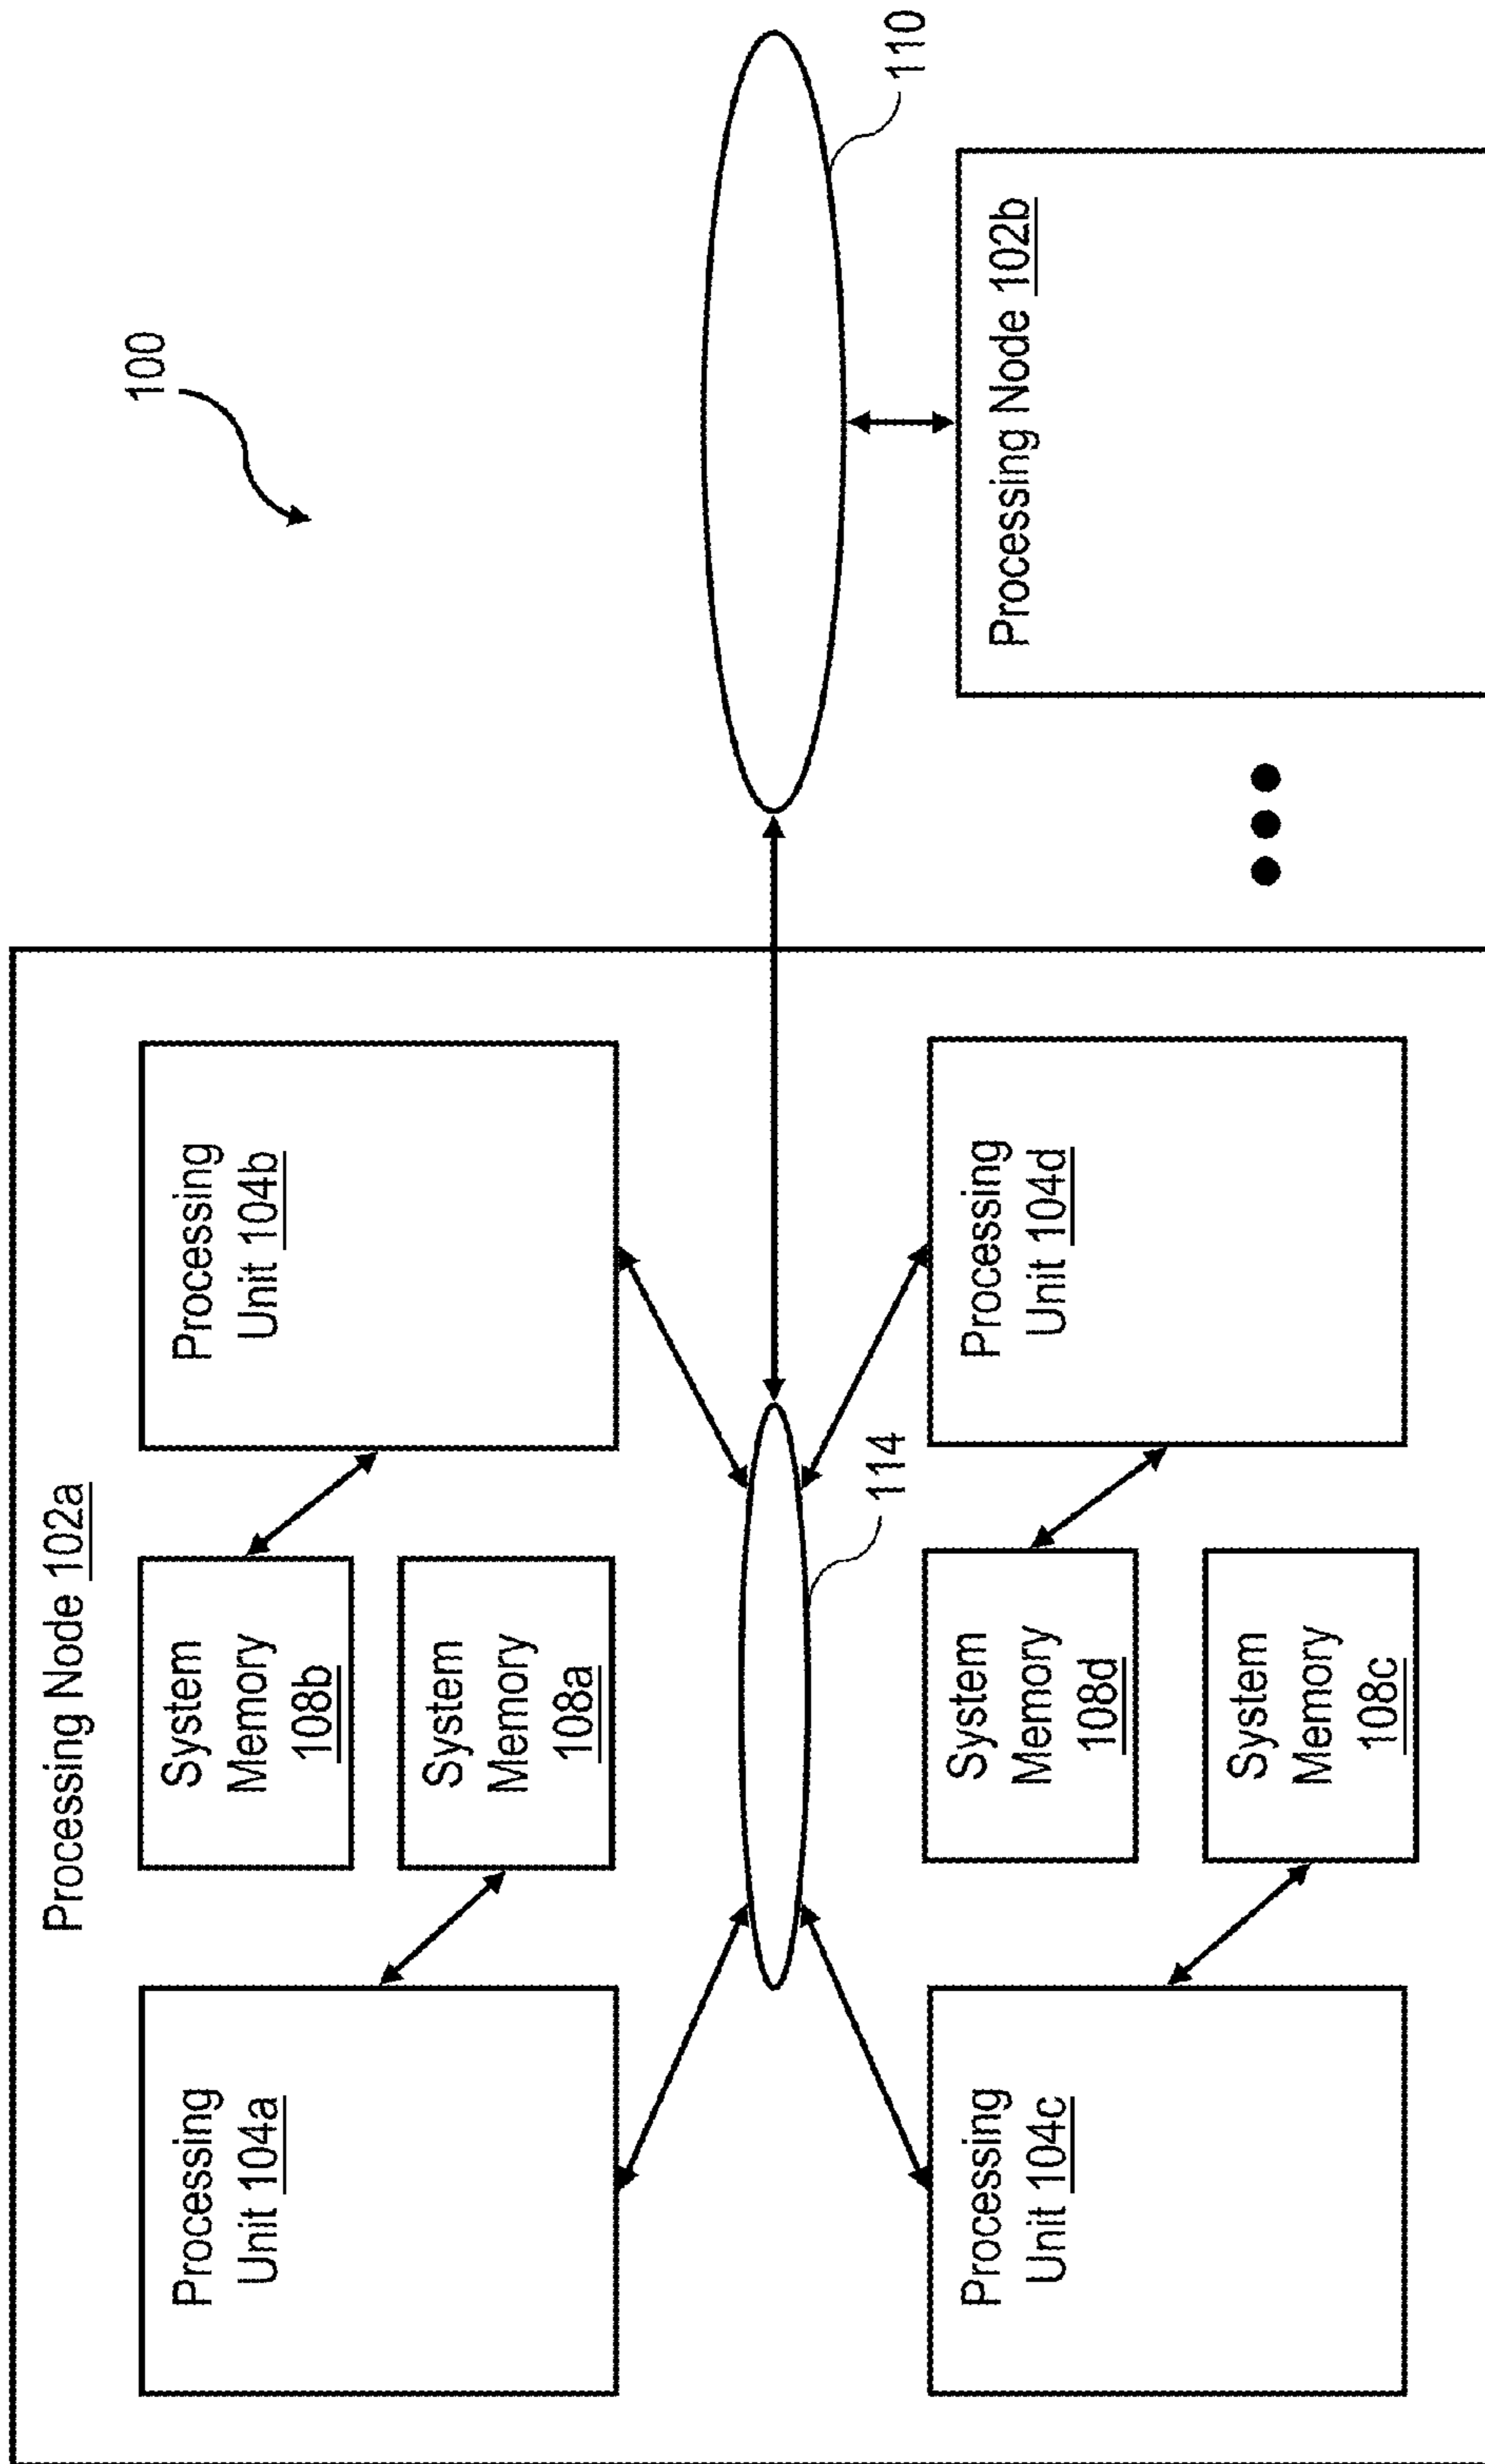 100
Processing Node 102a
Processing
Unit 104a
System
Memory
108b
System
Memory
108a
Processing
Unit 104b
114
110
Processing
Unit 104c
System
Memory
108d
System
Memory
108c
Processing
Unit 104d
Processing Node 102b